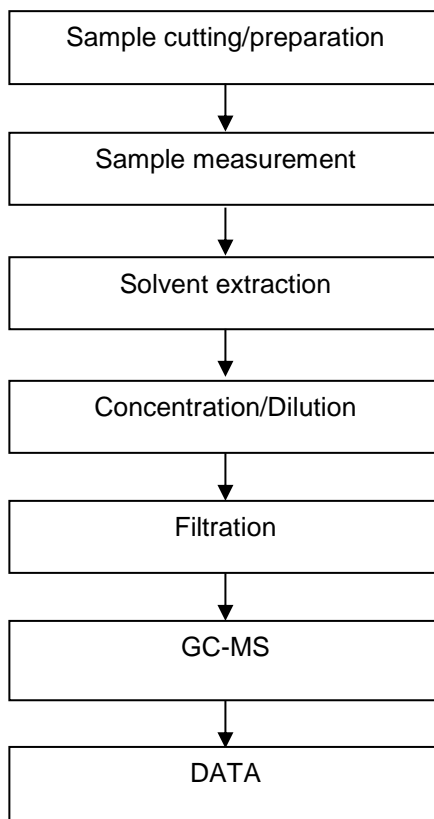 Sample cutting/preparation
Sample measurement
Solvent extraction
Concentration/Dilution
Filtration
GC-MS
DATA